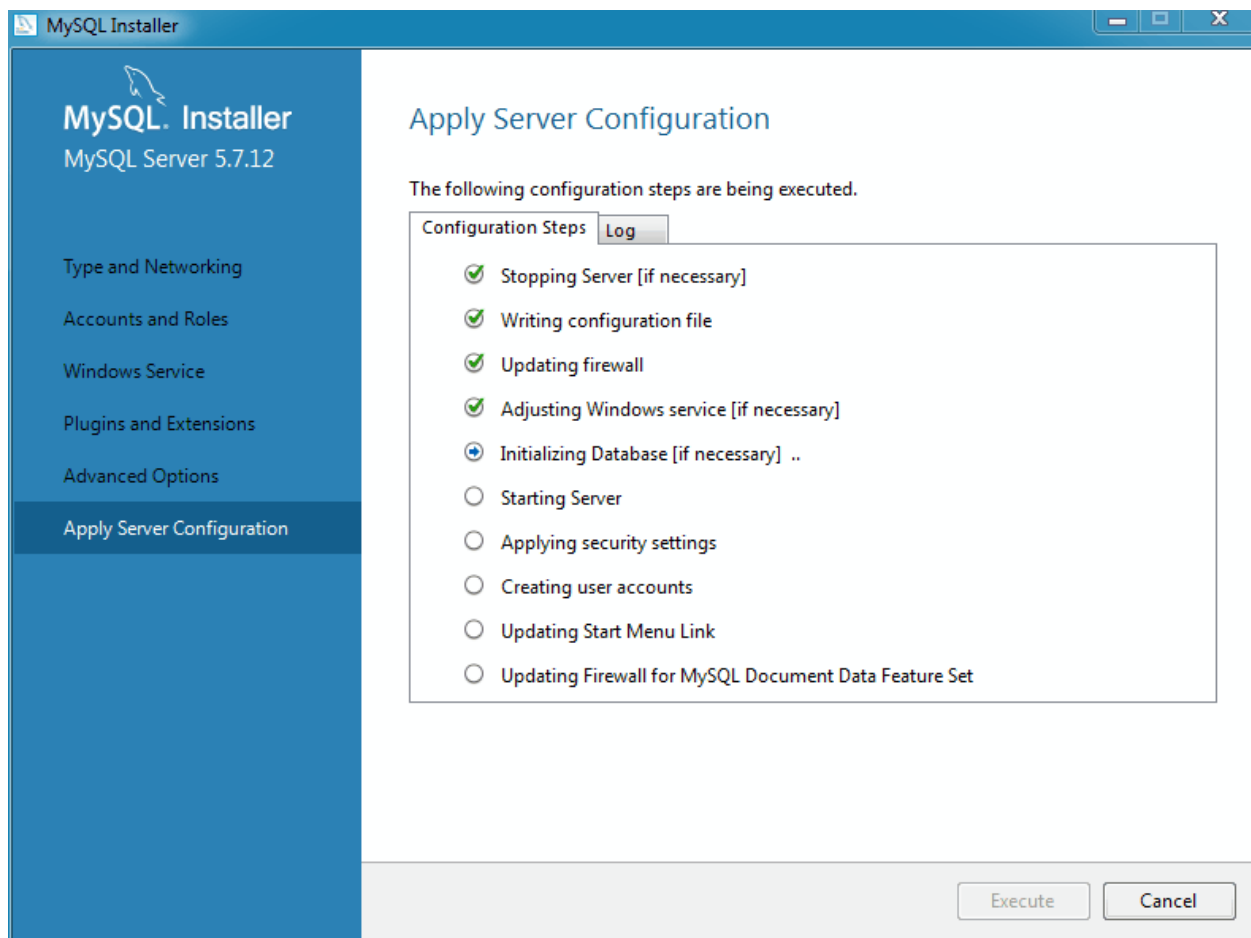 MySQL Installer
MySQL. Installer
MySQL Server 5.7.12
Type and Networking
Accounts and Roles
Windows Service
Plugins and Extensions
Advanced Options
Apply Server Configuration
Apply Server Configuration
The following configuration steps are being executed.
Configuration Steps Log
Stopping Server [if necessary]
Writing configuration file
Updating firewall
Adjusting Windows service [if necessary]
Initializing Database [if necessary] ..
Starting Server
Applying security settings
Creating user accounts
Updating Start Menu Link
Updating Firewall for MySQL Document Data Feature Set
Execute Cancel